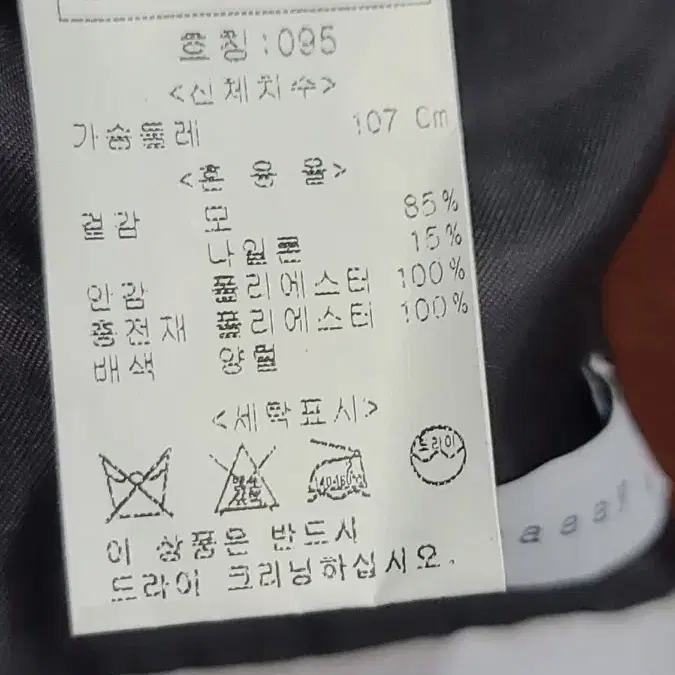 호칭:095
<신체치수>
가슴둘레 107 Cm
<혼 용 율>
겉감 모 85%
나일론 15%
안감 폴리에스터 100%
충전재 폴리에스터 100%
배색 양털
<세탁표시>
140-160℃
드라이
이 상품은 반드시
드라이 크리닝하십시오.